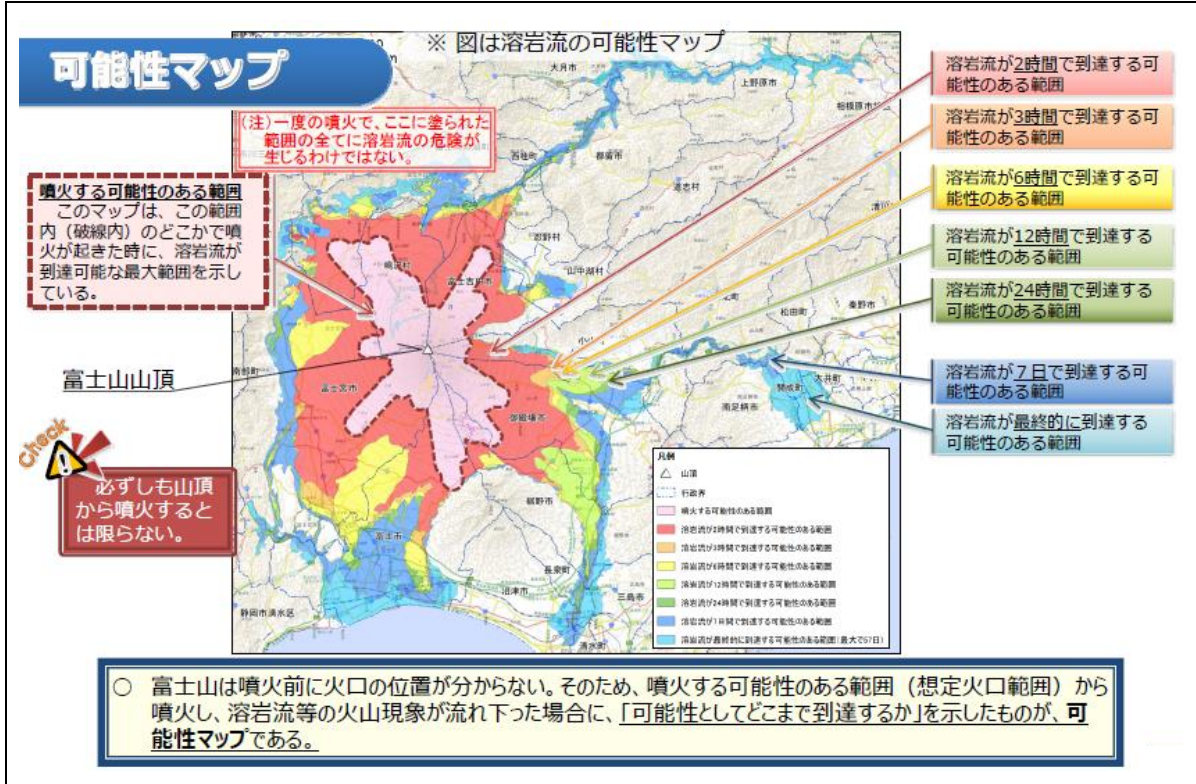 可能性マップ
※ 図は溶岩流の可能性マップ
(注)一度の噴火で、ここに塗られた
範囲の全てに溶岩流の危険が
生じるわけではない。
噴火する可能性のある範囲
このマップは、この範囲
内（破線内）のどこかで噴
火が起きた時に、溶岩流が
到達可能な最大範囲を示し
ている。
富士山山頂
Check
必ずしも山頂
から噴火すると
は限らない。
大月市
上野原市
相模原市
西桂町
都留市
道志村
忍野村
鳴沢村
富士吉田市
山中湖村
松田町
秦野市
南部町
富士宮市
御殿場市
開成町
大井町
南足柄市
裾野市
富士市
長泉町
沼津市
三島市
静岡市清水区
清水町
溶岩流が2時間で到達する可
能性のある範囲
溶岩流が3時間で到達する可
能性のある範囲
溶岩流が6時間で到達する可
能性のある範囲
溶岩流が12時間で到達する
可能性のある範囲
溶岩流が24時間で到達する
可能性のある範囲
溶岩流が７日で到達する可
能性のある範囲
溶岩流が最終的に到達する
可能性のある範囲
凡例
山頂
行政界
噴火する可能性のある範囲
溶岩流が2時間で到達する可能性のある範囲
溶岩流が3時間で到達する可能性のある範囲
溶岩流が6時間で到達する可能性のある範囲
溶岩流が12時間で到達する可能性のある範囲
溶岩流が24時間で到達する可能性のある範囲
溶岩流が7日間で到達する可能性のある範囲
溶岩流が最終的に到達する可能性のある範囲(最大で57日)
○ 富士山は噴火前に火口の位置が分からない。そのため、噴火する可能性のある範囲（想定火口範囲）から
噴火し、溶岩流等の火山現象が流れ下った場合に、「可能性としてどこまで到達するか」を示したものが、可
能性マップである。